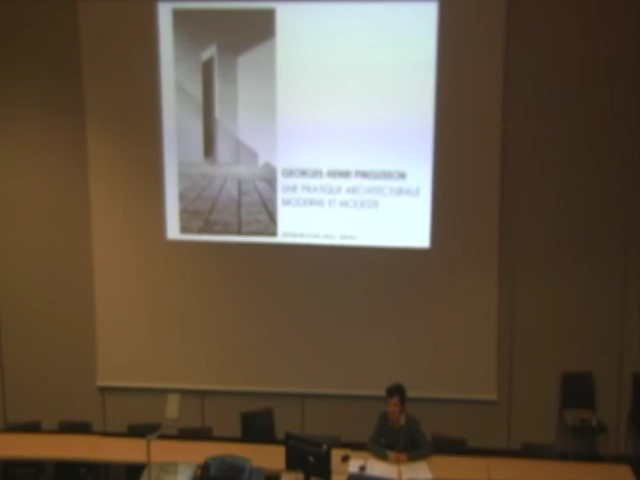 GEORGES-HENRI PINGUSSON
UNE PRATIQUE ARCHITECTURALE
MODERNE ET MODESTE